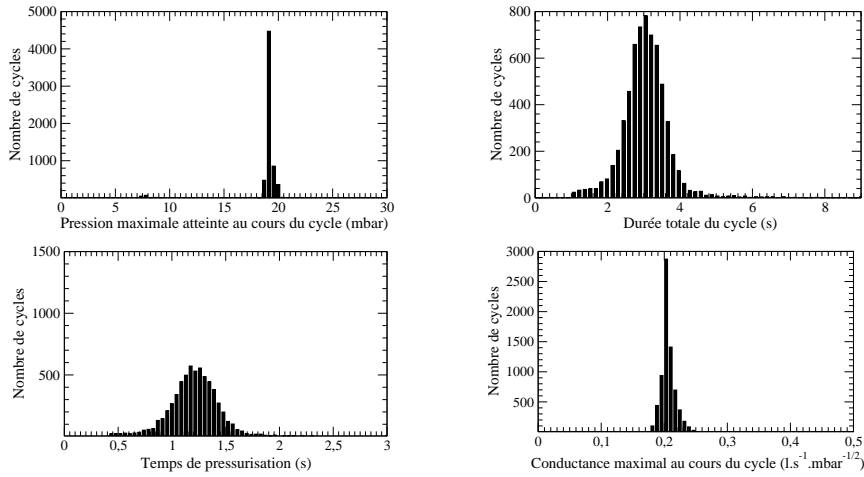 5000
4000
3000
2000
1000
0 5 10 15 20 25 30
Nombre de cycles
Pression maximale atteinte au cours du cycle (mbar)
800
600
400
200
0
0 2 4 6 8
Nombre de cycles
Durée totale du cycle (s)
1500
1000
500
0 0,5 1 1,5 2 2,5 3
Nombre de cycles
Temps de pressurisation (s)
3000
2500
2000
1500
1000
500
0 0,1 0,2 0,3 0,4 0,5
Nombre de cycles
Conductance maximal au cours du cycle (l.s⁻¹.mbar⁻¹/²)